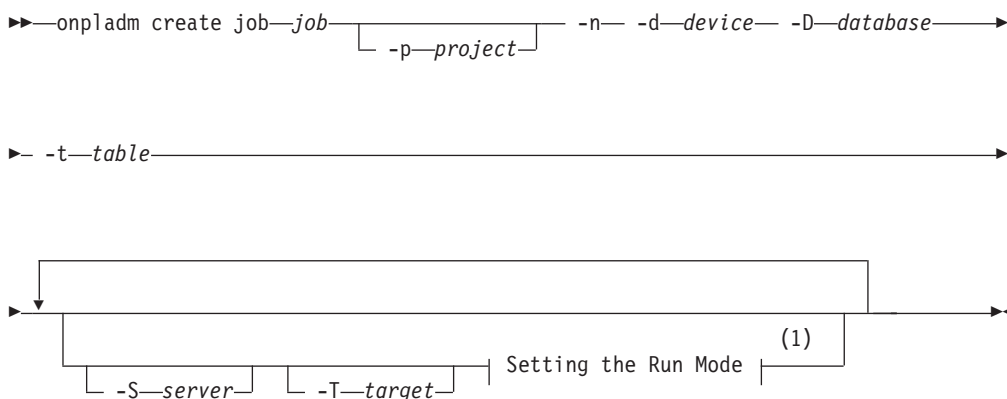 onpladm create job job -n -d device -D database
-p project
-t table
(1)
Setting the Run Mode
-S server -T target